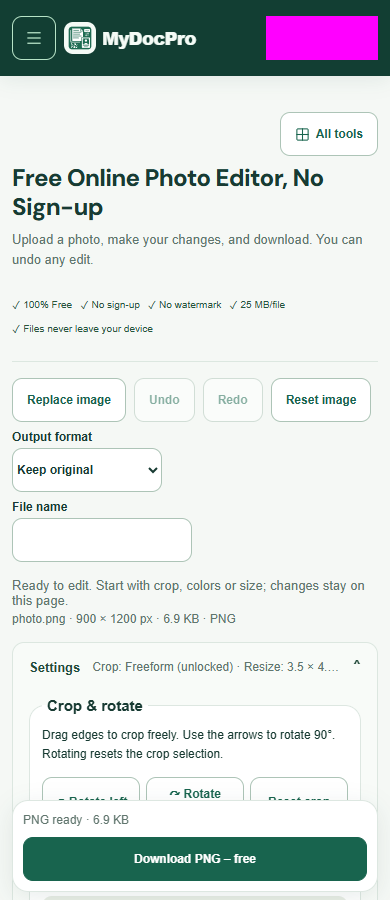 MyDocPro
All tools
Free Online Photo Editor, No
Sign-up
Upload a photo, make your changes, and download. You can
undo any edit.
✓ 100% Free ✓ No sign-up ✓ No watermark ✓ 25 MB/file
✓ Files never leave your device
Replace image Undo Redo Reset image
Output format
Keep original
File name
Ready to edit. Start with crop, colors or size; changes stay on
this page.
photo.png · 900 × 1200 px · 6.9 KB · PNG
Settings Crop: Freeform (unlocked) · Resize: 3.5 × 4....
Crop & rotate
Drag edges to crop freely. Use the arrows to rotate 90°.
Rotating resets the crop selection.
Rotate left Rotate Reset crop
PNG ready · 6.9 KB
Download PNG – free